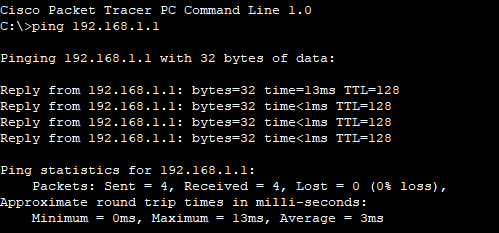 Cisco Packet Tracer PC Command Line 1.0
C:\>ping 192.168.1.1
Pinging 192.168.1.1 with 32 bytes of data:
Reply from 192.168.1.1: bytes=32 time=13ms TTL=128
Reply from 192.168.1.1: bytes=32 time<1ms TTL=128
Reply from 192.168.1.1: bytes=32 time<1ms TTL=128
Reply from 192.168.1.1: bytes=32 time<1ms TTL=128
Ping statistics for 192.168.1.1:
    Packets: Sent = 4, Received = 4, Lost = 0 (0% loss),
Approximate round trip times in milli-seconds:
    Minimum = 0ms, Maximum = 13ms, Average = 3ms